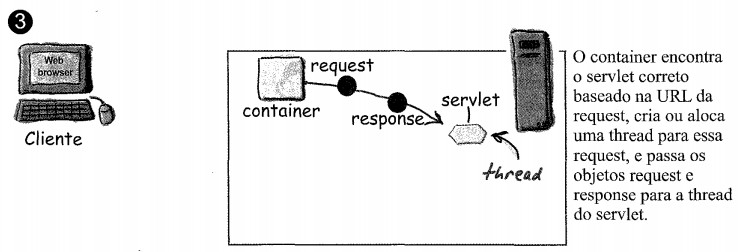 3
Web
browser
Cliente
request
container
response
servlet
thread
O container encontra
o servlet correto
baseado na URL da
request, cria ou aloca
uma thread para essa
request, e passa os
objetos request e
response para a thread
do servlet.